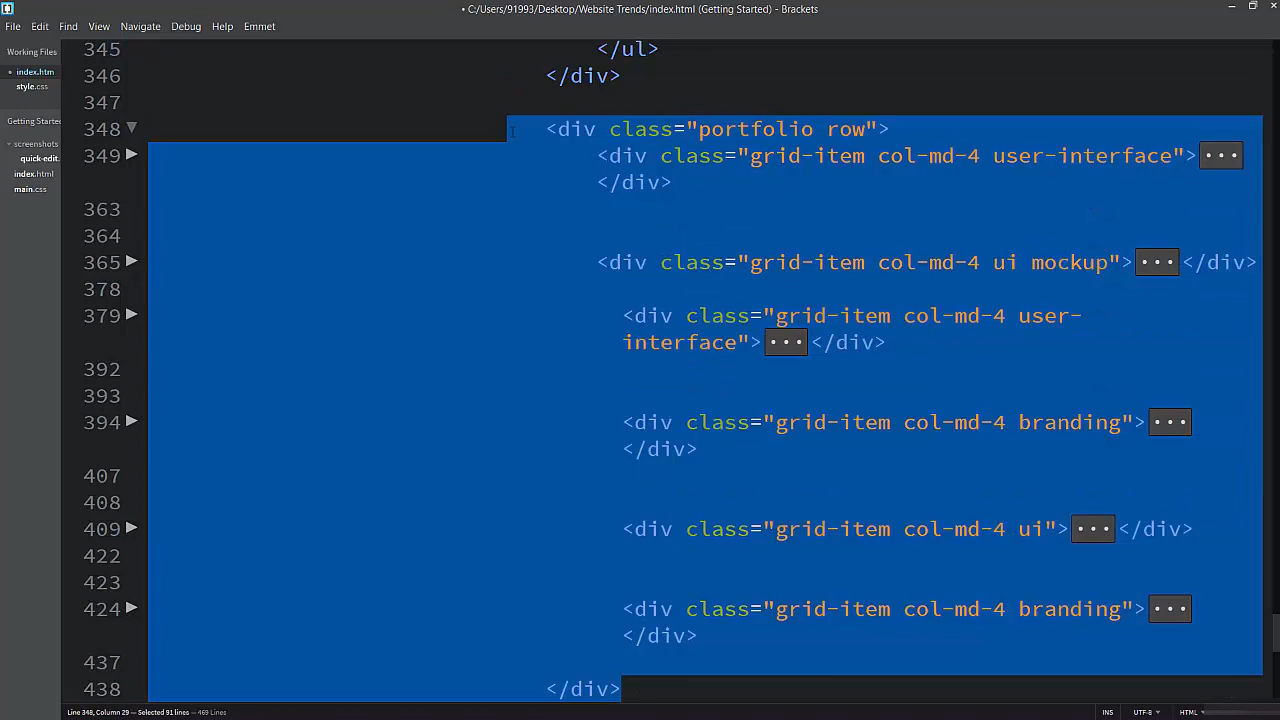 • C:/Users/91993/Desktop/Website Trends/index.html (Getting Started) - Brackets
File Edit Find View Navigate Debug Help Emmet
Working Files
index.htm
style.css
Getting Started
screenshots
quick-edit.
index.html
main.css
345 </ul>
346 </div>
347
348 <div class="portfolio row">
349 <div class="grid-item col-md-4 user-interface">•••
</div>
363
364
365 <div class="grid-item col-md-4 ui mockup">•••</div>
378
379 <div class="grid-item col-md-4 user-
interface">•••</div>
392
393
394 <div class="grid-item col-md-4 branding">•••
</div>
407
408
409 <div class="grid-item col-md-4 ui">•••</div>
422
423
424 <div class="grid-item col-md-4 branding">•••
</div>
437
438 </div>
Line 348, Column 29 — Selected 91 lines — 469 Lines INS UTF-8 HTML